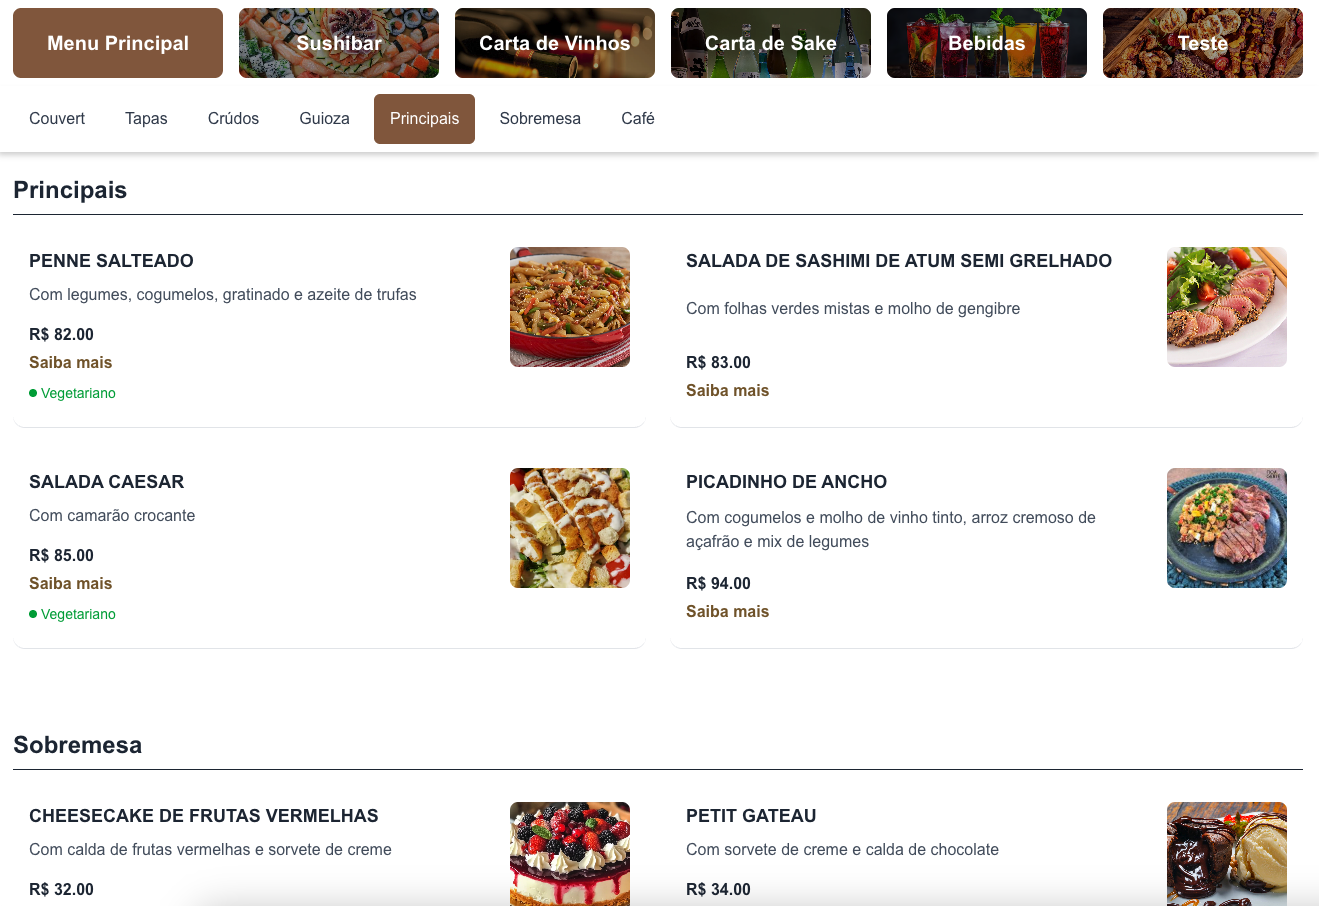 Menu Principal
Sushibar
Carta de Vinhos
Carta de Sake
Bebidas
Teste
Couvert
Tapas
Crúdos
Guioza
Principais
Sobremesa
Café
Principais
PENNE SALTEADO
Com legumes, cogumelos, gratinado e azeite de trufas
R$ 82.00
Saiba mais
Vegetariano
SALADA DE SASHIMI DE ATUM SEMI GRELHADO
Com folhas verdes mistas e molho de gengibre
R$ 83.00
Saiba mais
SALADA CAESAR
Com camarão crocante
R$ 85.00
Saiba mais
Vegetariano
PICADINHO DE ANCHO
Com cogumelos e molho de vinho tinto, arroz cremoso de
açafrão e mix de legumes
R$ 94.00
Saiba mais
Sobremesa
CHEESECAKE DE FRUTAS VERMELHAS
Com calda de frutas vermelhas e sorvete de creme
R$ 32.00
PETIT GATEAU
Com sorvete de creme e calda de chocolate
R$ 34.00